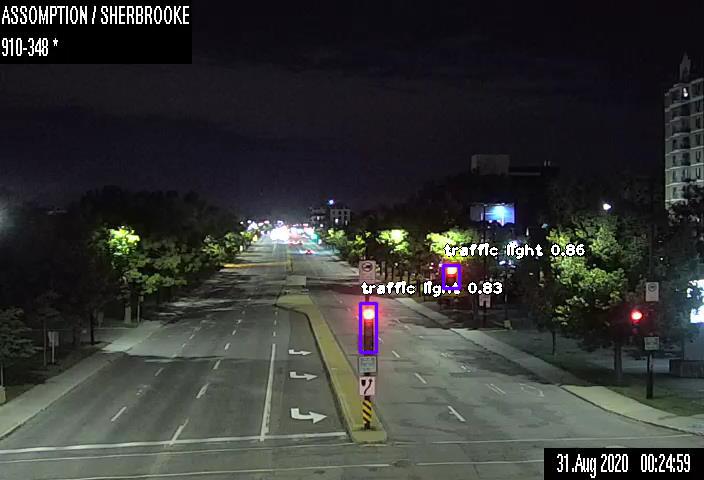 ASSOMPTION / SHERBROOKE
910-348 *
traffic light 0.86
traffic light 0.83
31.Aug 2020 00:24:59